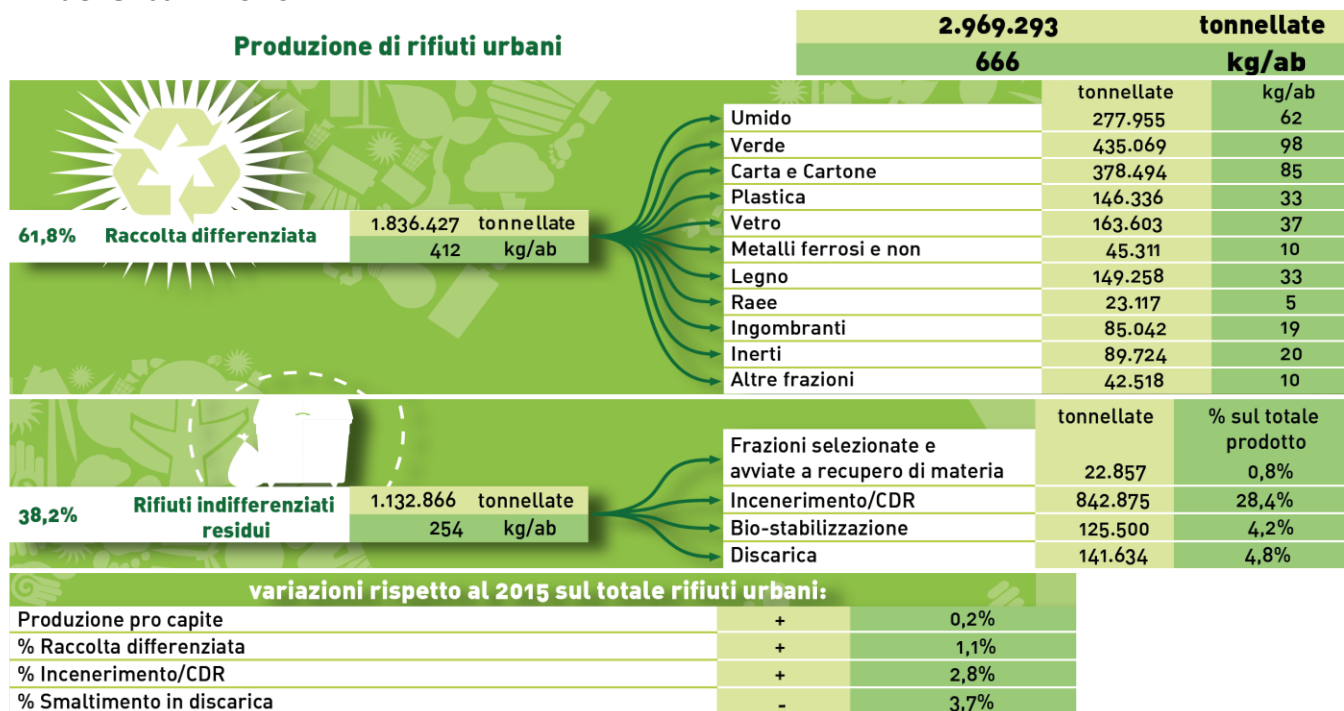 Produzione di rifiuti urbani
2.969.293 tonnellate
666 kg/ab
tonnellate kg/ab
Umido 277.955 62
Verde 435.069 98
Carta e Cartone 378.494 85
Plastica 146.336 33
Vetro 163.603 37
Metalli ferrosi e non 45.311 10
Legno 149.258 33
Raee 23.117 5
Ingombranti 85.042 19
Inerti 89.724 20
Altre frazioni 42.518 10
61,8% Raccolta differenziata
1.836.427 tonnellate
412 kg/ab
tonnellate % sul totale
prodotto
Frazioni selezionate e
avviate a recupero di materia 22.857 0,8%
Incenerimento/CDR 842.875 28,4%
Bio-stabilizzazione 125.500 4,2%
Discarica 141.634 4,8%
38,2% Rifiuti indifferenziati
residui
1.132.866 tonnellate
254 kg/ab
variazioni rispetto al 2015 sul totale rifiuti urbani:
Produzione pro capite + 0,2%
% Raccolta differenziata + 1,1%
% Incenerimento/CDR + 2,8%
% Smaltimento in discarica - 3,7%